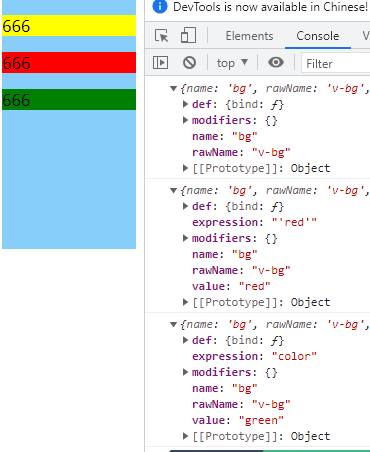 666
666
666
DevTools is now available in Chinese!
Elements Console
top Filter
▼{name: 'bg', rawName: 'v-bg'
▶def: {bind: ƒ}
▶modifiers: {}
name: "bg"
rawName: "v-bg"
▶[[Prototype]]: Object
▼{name: 'bg', rawName: 'v-bg'
▶def: {bind: ƒ}
expression: "'red'"
▶modifiers: {}
name: "bg"
rawName: "v-bg"
value: "red"
▶[[Prototype]]: Object
▼{name: 'bg', rawName: 'v-bg'
▶def: {bind: ƒ}
expression: "color"
▶modifiers: {}
name: "bg"
rawName: "v-bg"
value: "green"
▶[[Prototype]]: Object